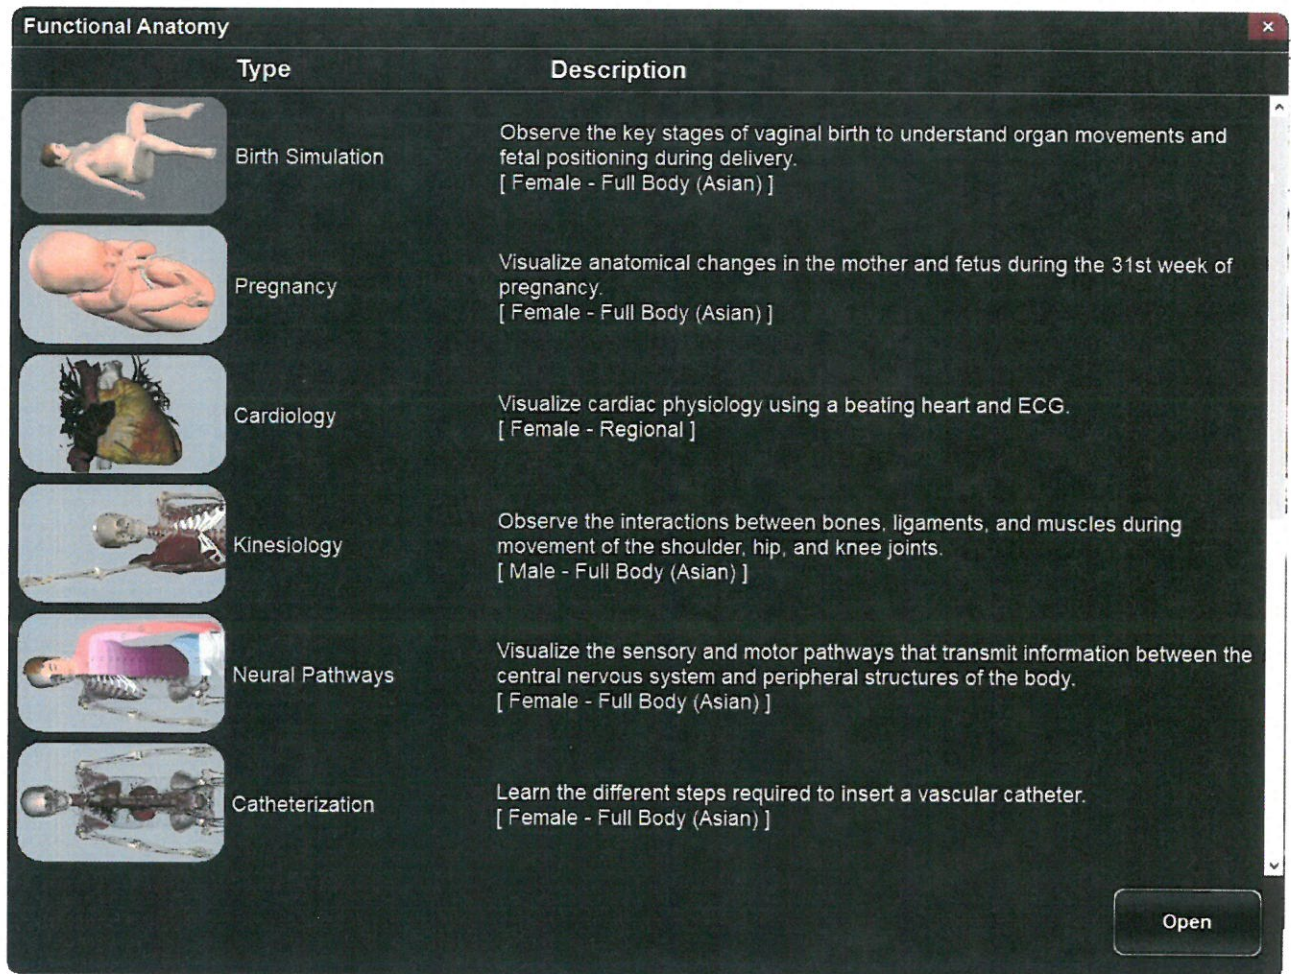 Functional Anatomy
Type Description
Birth Simulation
Observe the key stages of vaginal birth to understand organ movements and
fetal positioning during delivery.
[ Female - Full Body (Asian) ]
Pregnancy
Visualize anatomical changes in the mother and fetus during the 31st week of
pregnancy.
[ Female - Full Body (Asian) ]
Cardiology
Visualize cardiac physiology using a beating heart and ECG.
[ Female - Regional ]
Kinesiology
Observe the interactions between bones, ligaments, and muscles during
movement of the shoulder, hip, and knee joints.
[ Male - Full Body (Asian) ]
Neural Pathways
Visualize the sensory and motor pathways that transmit information between the
central nervous system and peripheral structures of the body.
[ Female - Full Body (Asian) ]
Catheterization
Learn the different steps required to insert a vascular catheter.
[ Female - Full Body (Asian) ]
Open